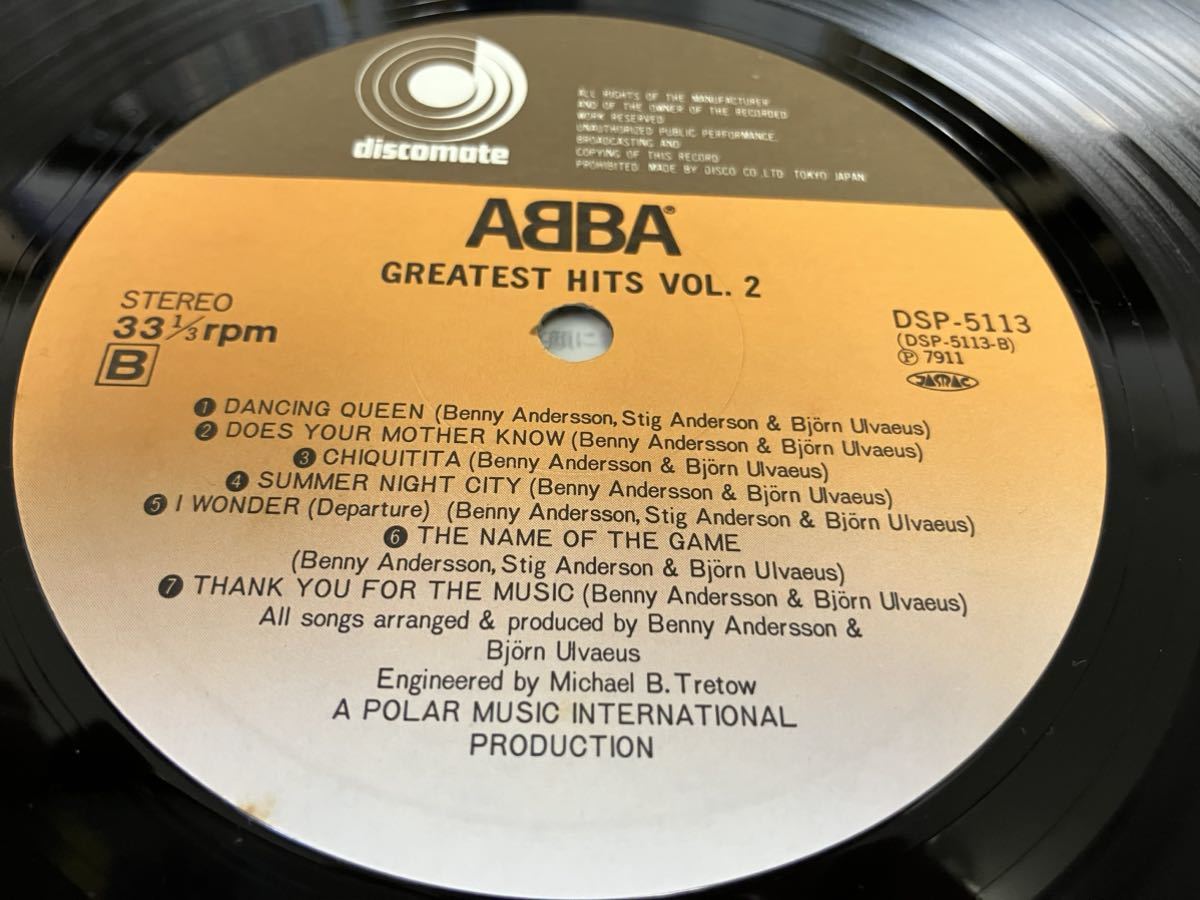 discomate
ALL RIGHTS OF THE MANUFACTURER
AND OF THE OWNER OF THE RECORDED
WORK RESERVED
UNAUTHORIZED PUBLIC PERFORMANCE,
BROADCASTING AND
COPYING OF THIS RECORD
PROHIBITED. MADE BY DISCO CO., LTD. TOKYO JAPAN
ABBA®
GREATEST HITS VOL. 2
STEREO
33 1/3 rpm
B
DSP-5113
(DSP-5113-B)
Ⓟ 7911
JASRAC
❶ DANCING QUEEN (Benny Andersson, Stig Anderson & Björn Ulvaeus)
❷ DOES YOUR MOTHER KNOW (Benny Andersson & Björn Ulvaeus)
❸ CHIQUITITA (Benny Andersson & Björn Ulvaeus)
❹ SUMMER NIGHT CITY (Benny Andersson & Björn Ulvaeus)
❺ I WONDER (Departure) (Benny Andersson, Stig Anderson & Björn Ulvaeus)
❻ THE NAME OF THE GAME
(Benny Andersson, Stig Anderson & Björn Ulvaeus)
❼ THANK YOU FOR THE MUSIC (Benny Andersson & Björn Ulvaeus)
All songs arranged & produced by Benny Andersson &
Björn Ulvaeus
Engineered by Michael B. Tretow
A POLAR MUSIC INTERNATIONAL
PRODUCTION